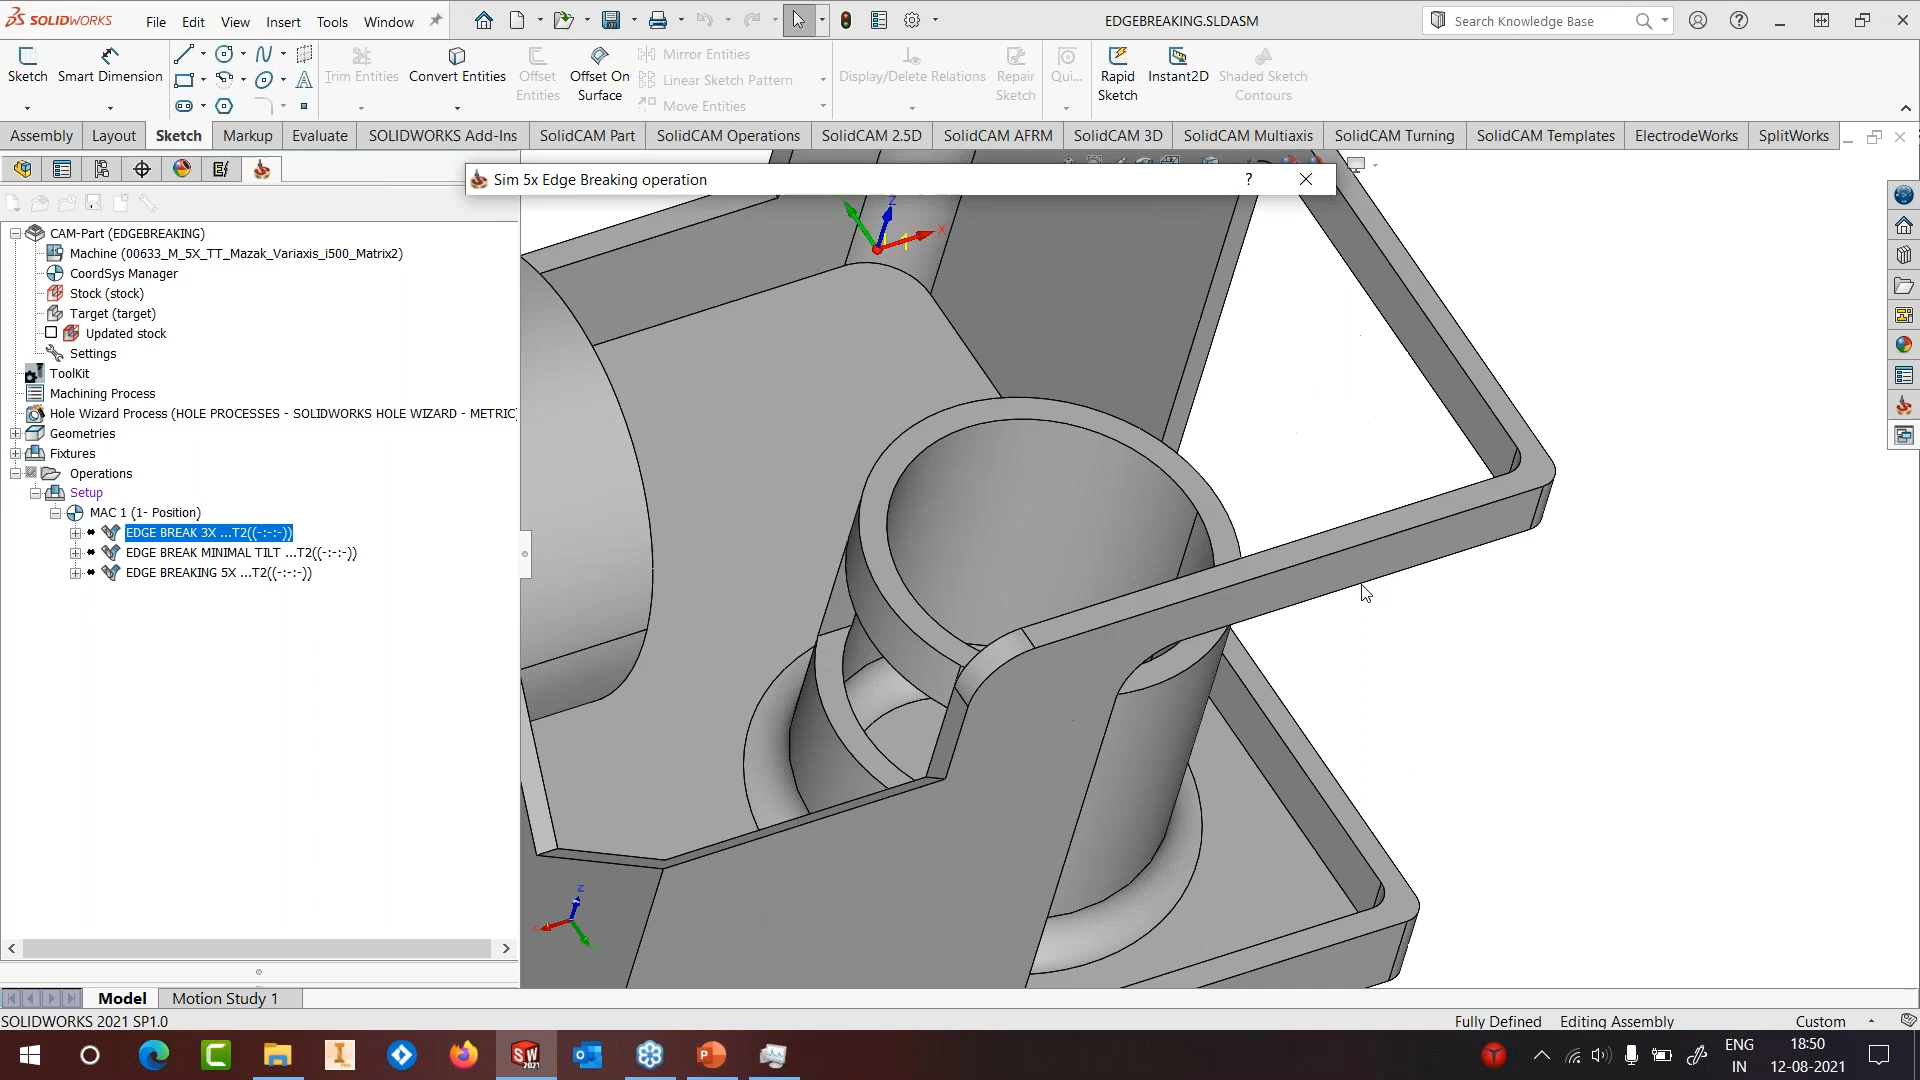 SOLIDWORKS File Edit View Insert Tools Window EDGEBREAKING.SLDASM Search Knowledge Base
Sketch Smart Dimension Trim Entities Convert Entities Offset Entities Offset On Surface Mirror Entities Linear Sketch Pattern Move Entities Display/Delete Relations Repair Sketch Qui... Rapid Sketch Instant2D Shaded Sketch Contours
Assembly Layout Sketch Markup Evaluate SOLIDWORKS Add-Ins SolidCAM Part SolidCAM Operations SolidCAM 2.5D SolidCAM AFRM SolidCAM 3D SolidCAM Multiaxis SolidCAM Turning SolidCAM Templates ElectrodeWorks SplitWorks
Sim 5x Edge Breaking operation ?
CAM-Part (EDGEBREAKING)
Machine (00633_M_5X_TT_Mazak_Variaxis_i500_Matrix2)
CoordSys Manager
Stock (stock)
Target (target)
Updated stock
Settings
ToolKit
Machining Process
Hole Wizard Process (HOLE PROCESSES - SOLIDWORKS HOLE WIZARD - METRIC)
Geometries
Fixtures
Operations
Setup
MAC 1 (1- Position)
EDGE BREAK 3X ...T2((-:-:-))
EDGE BREAK MINIMAL TILT ...T2((-:-:-))
EDGE BREAKING 5X ...T2((-:-:-))
Z
X
Z
X
Model Motion Study 1
SOLIDWORKS 2021 SP1.0 Fully Defined Editing Assembly Custom
ENG
IN
18:50
12-08-2021